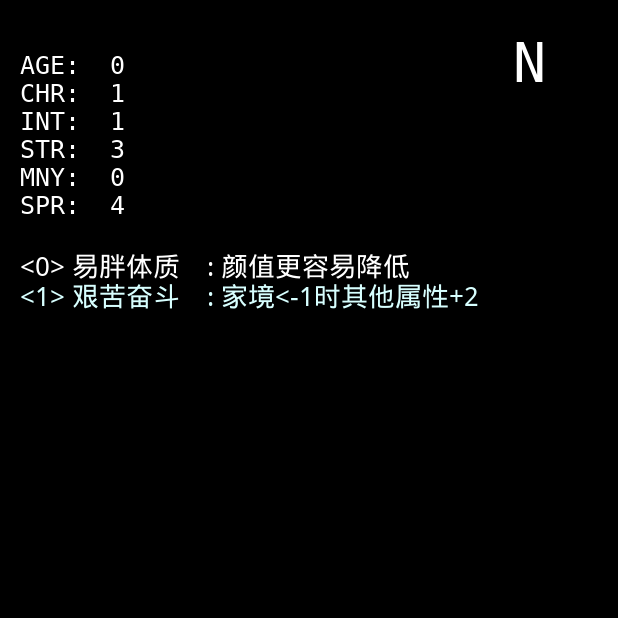 N
AGE: 0
CHR: 1
INT: 1
STR: 3
MNY: 0
SPR: 4
<0> 易胖体质 : 颜值更容易降低
<1> 艰苦奋斗 : 家境<-1时其他属性+2